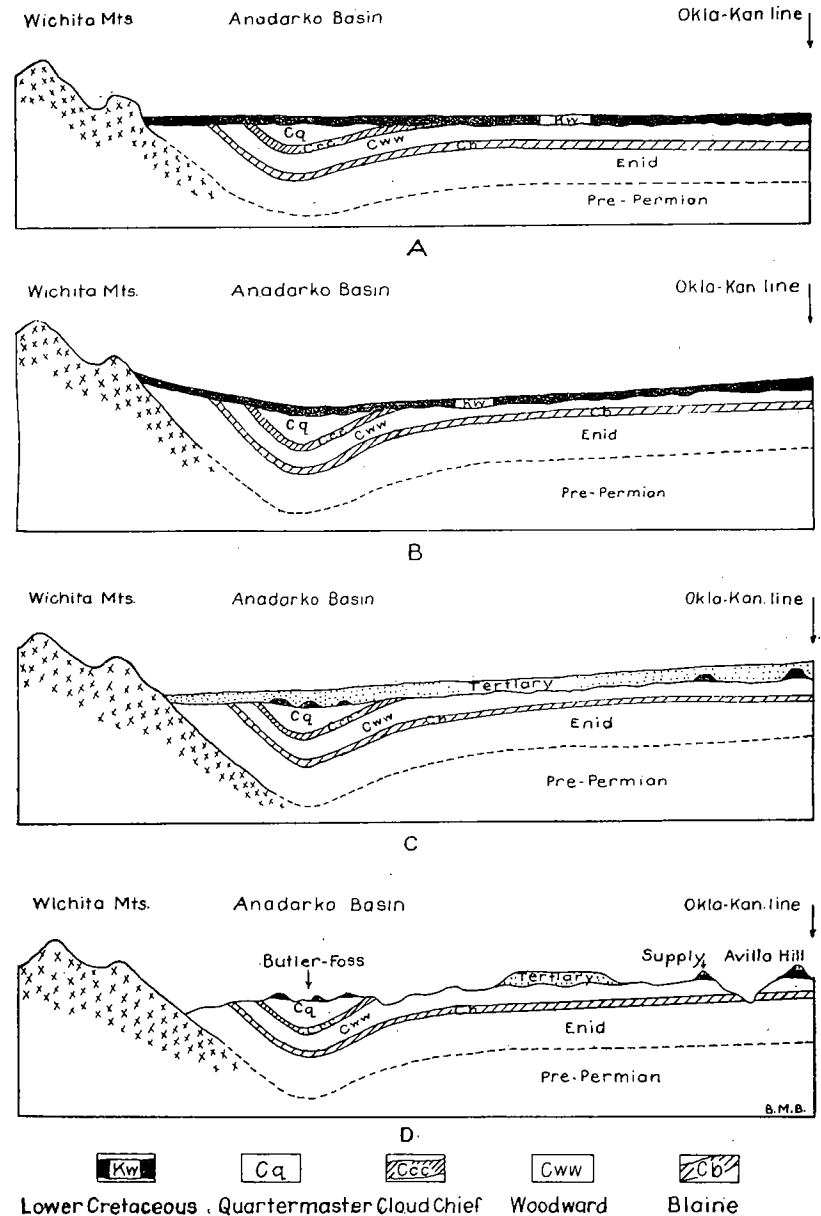 Wichita Mts. Anadarko Basin Okla-Kan line
Kw
Cq
Ccc
Cww
Cb
Enid
Pre-Permian
A
Wichita Mts. Anadarko Basin Okla-Kan line
Kw
Cb
Cq
Ccc
Cww
Enid
Pre-Permian
B
Wichita Mts. Anadarko Basin Okla-Kan. line
Tertiary
Cq
Ccc
Cww
Cb
Enid
Pre-Permian
C
Wichita Mts. Anadarko Basin Okla-Kan. line
Butler-Foss Supply Avilla Hill
Tertiary
Cq
Ccc
Cww
Cb
Enid
Pre-Permian
B.M.B.
D.
Kw Cq Ccc Cww Cb
Lower Cretaceous Quartermaster Cloud Chief Woodward Blaine